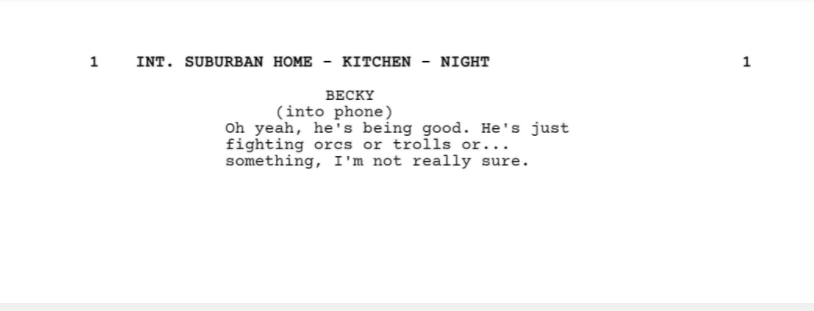 1 INT. SUBURBAN HOME - KITCHEN - NIGHT 1
BECKY
(into phone)
Oh yeah, he's being good. He's just
fighting orcs or trolls or...
something, I'm not really sure.